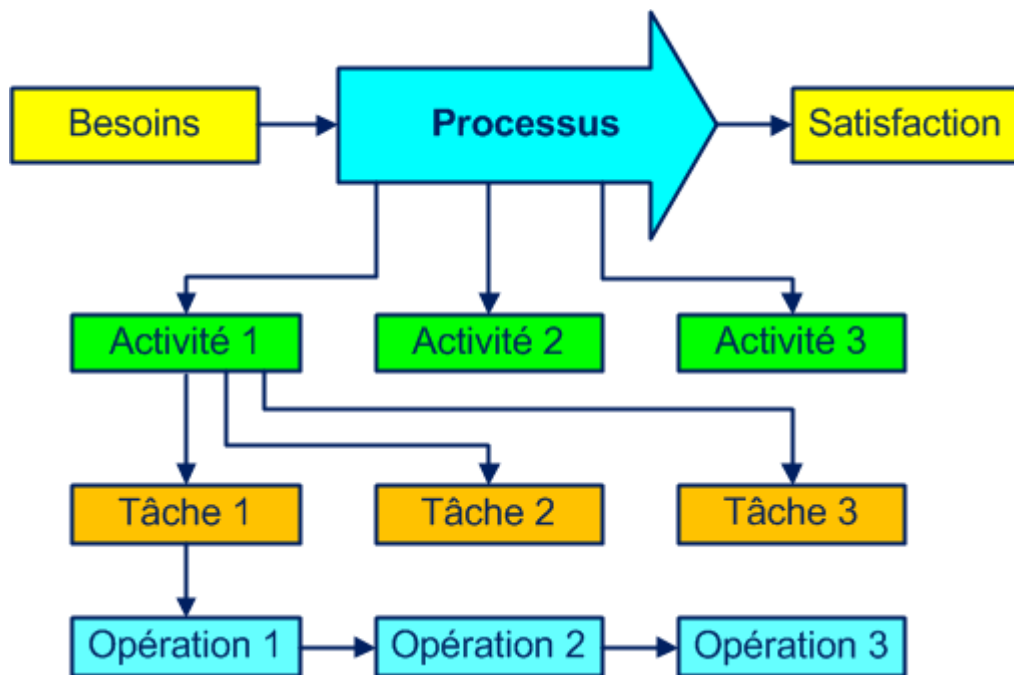 Besoins
Processus
Satisfaction
Activité 1
Activité 2
Activité 3
Tâche 1
Tâche 2
Tâche 3
Opération 1
Opération 2
Opération 3